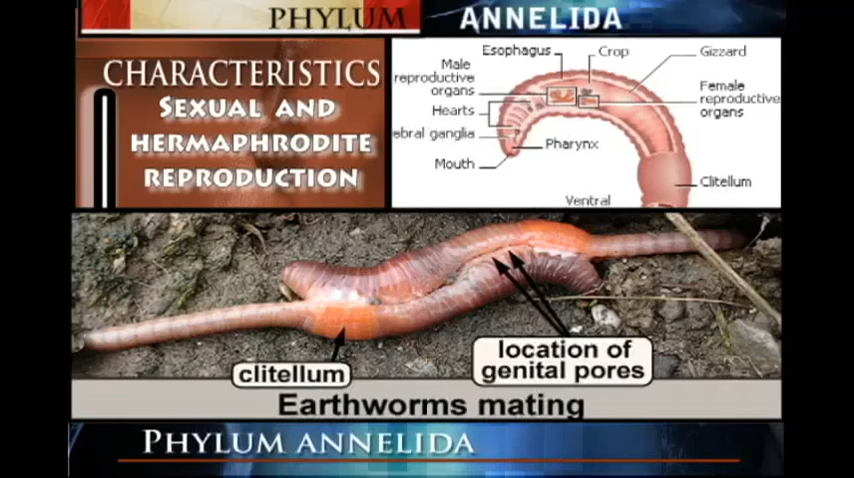 PHYLUM ANNELIDA
CHARACTERISTICS
SEXUAL AND
HERMAPHRODITE
REPRODUCTION
Esophagus
Crop
Gizzard
Male
reproductive
organs
Female
reproductive
organs
Hearts
ebral ganglia
Pharynx
Mouth
Clitellum
Ventral
clitellum
location of
genital pores
Earthworms mating
PHYLUM ANNELIDA